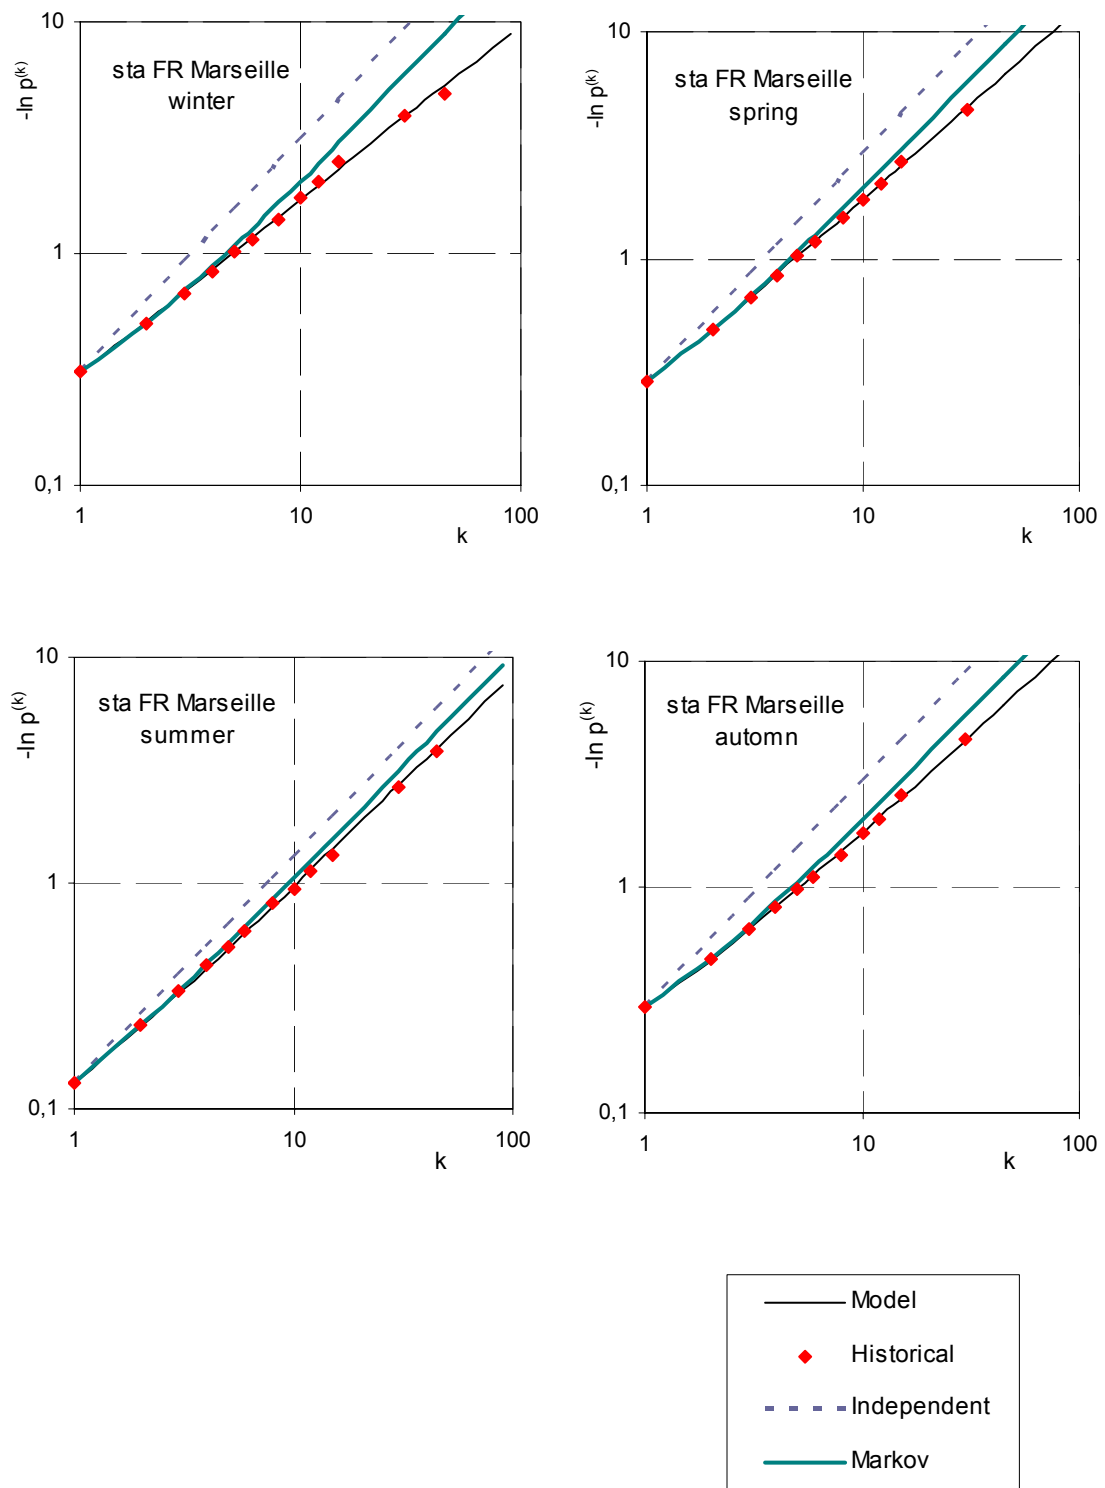 10
sta FR Marseille
winter
-ln p(k)
1
0,1
1
10
100
k
10
sta FR Marseille
spring
-ln p(k)
1
0,1
1
10
100
k
10
sta FR Marseille
summer
-ln p(k)
1
0,1
1
10
100
k
10
sta FR Marseille
automn
-ln p(k)
1
0,1
1
10
100
k
Model
Historical
Independent
Markov